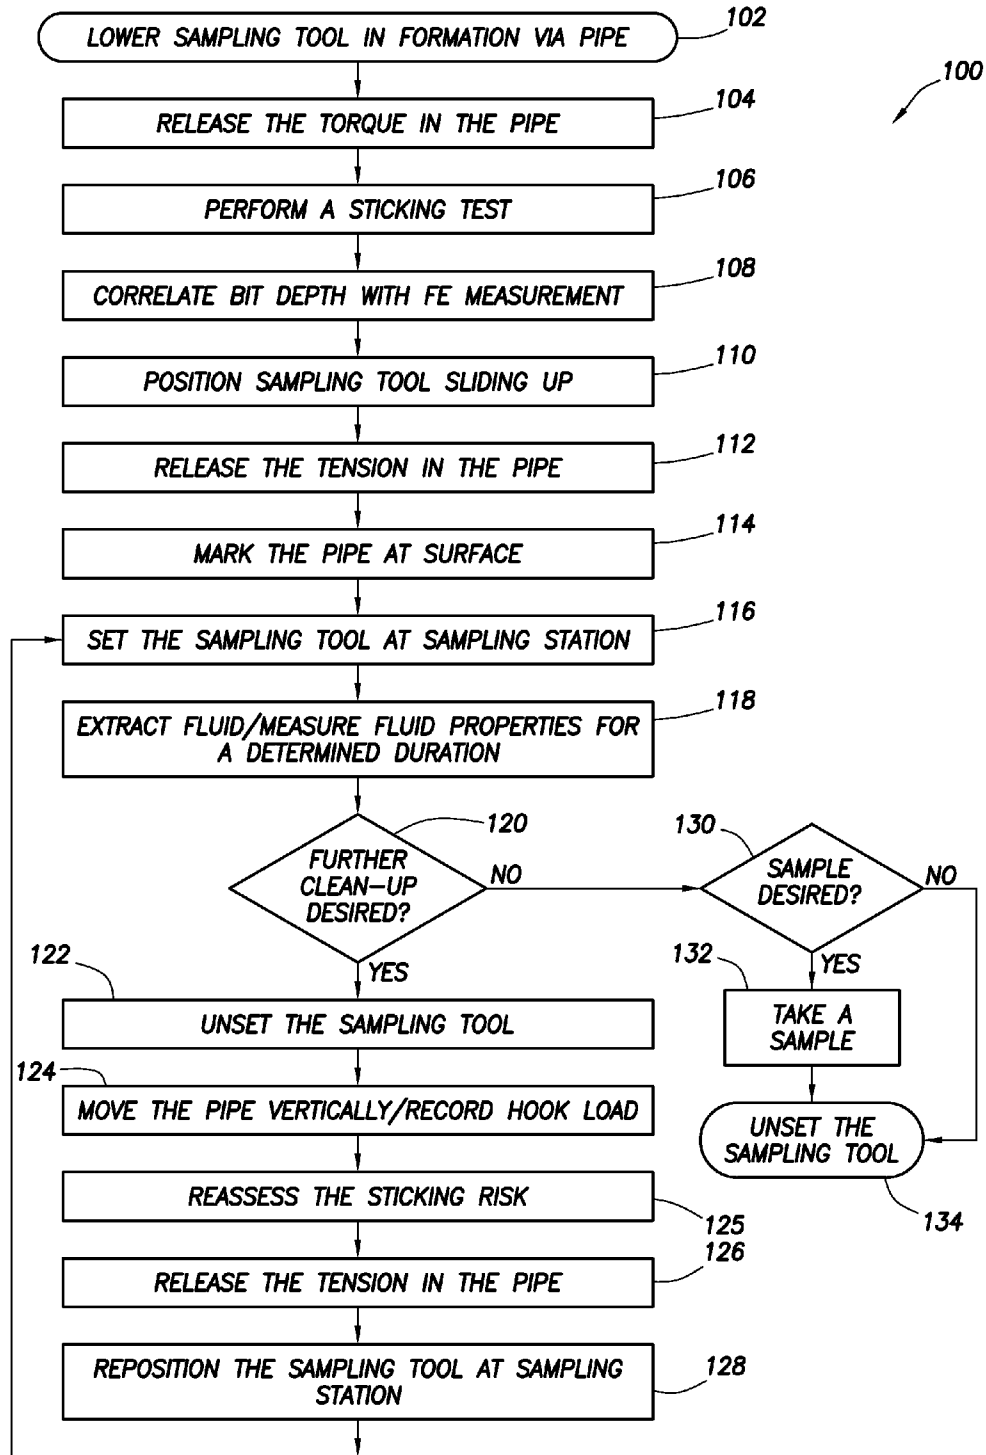 LOWER SAMPLING TOOL IN FORMATION VIA PIPE
102
100
RELEASE THE TORQUE IN THE PIPE
104
PERFORM A STICKING TEST
106
CORRELATE BIT DEPTH WITH FE MEASUREMENT
108
POSITION SAMPLING TOOL SLIDING UP
110
RELEASE THE TENSION IN THE PIPE
112
MARK THE PIPE AT SURFACE
114
SET THE SAMPLING TOOL AT SAMPLING STATION
116
EXTRACT FLUID/MEASURE FLUID PROPERTIES FOR
A DETERMINED DURATION
118
FURTHER
CLEAN-UP
DESIRED?
120
NO
YES
130
SAMPLE
DESIRED?
NO
YES
132
TAKE A
SAMPLE
UNSET THE
SAMPLING TOOL
134
122
UNSET THE SAMPLING TOOL
124
MOVE THE PIPE VERTICALLY/RECORD HOOK LOAD
REASSESS THE STICKING RISK
125
126
RELEASE THE TENSION IN THE PIPE
REPOSITION THE SAMPLING TOOL AT SAMPLING
STATION
128